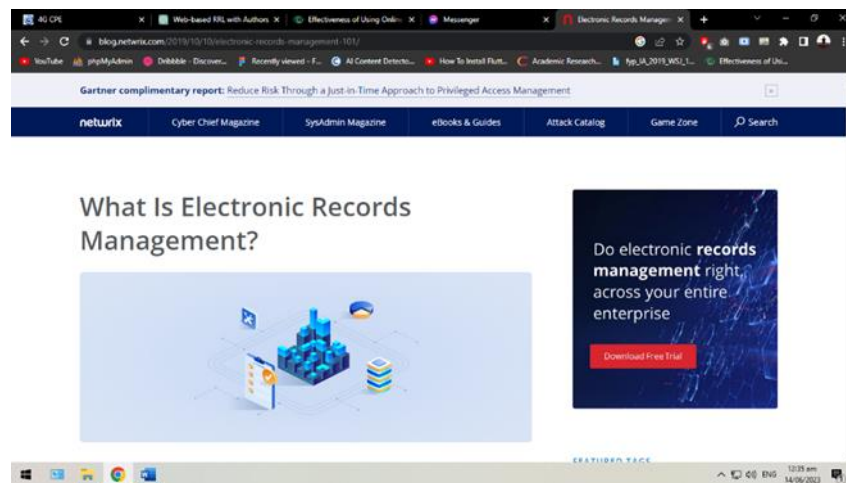 4G CPE
Web-based RRL with Authors
Effectiveness of Using Onlin
Messenger
Electronic Records Manager
blog.netwrix.com/2019/10/10/electronic-records-management-101/
YouTube phpMyAdmin Dribbble - Discover... Recently viewed - F... AI Content Detecto... How To Install Flutt... Academic Research... fyp_IA_2019_WSJ_1... Effectiveness of Usi...
Gartner complimentary report: Reduce Risk Through a Just-in-Time Approach to Privileged Access Management
netwrix Cyber Chief Magazine SysAdmin Magazine eBooks & Guides Attack Catalog Game Zone Search
What Is Electronic Records
Management?
Do electronic records
management right,
across your entire
enterprise
Download Free Trial
FEATURED TAGS
ENG
12:35 am
14/06/2023